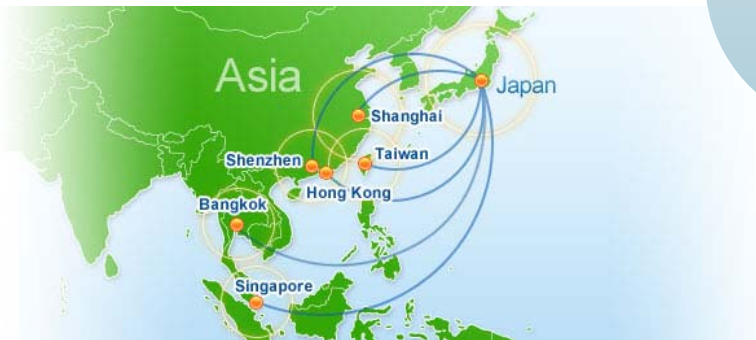 Asia
Japan
Shanghai
Taiwan
Shenzhen
Hong Kong
Bangkok
Singapore